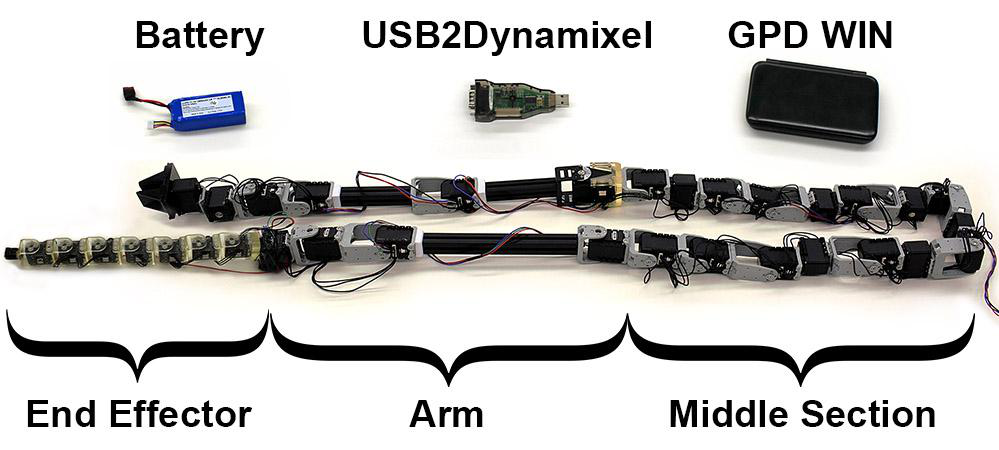 Battery
USB2Dynamixel
GPD WIN
End Effector
Arm
Middle Section